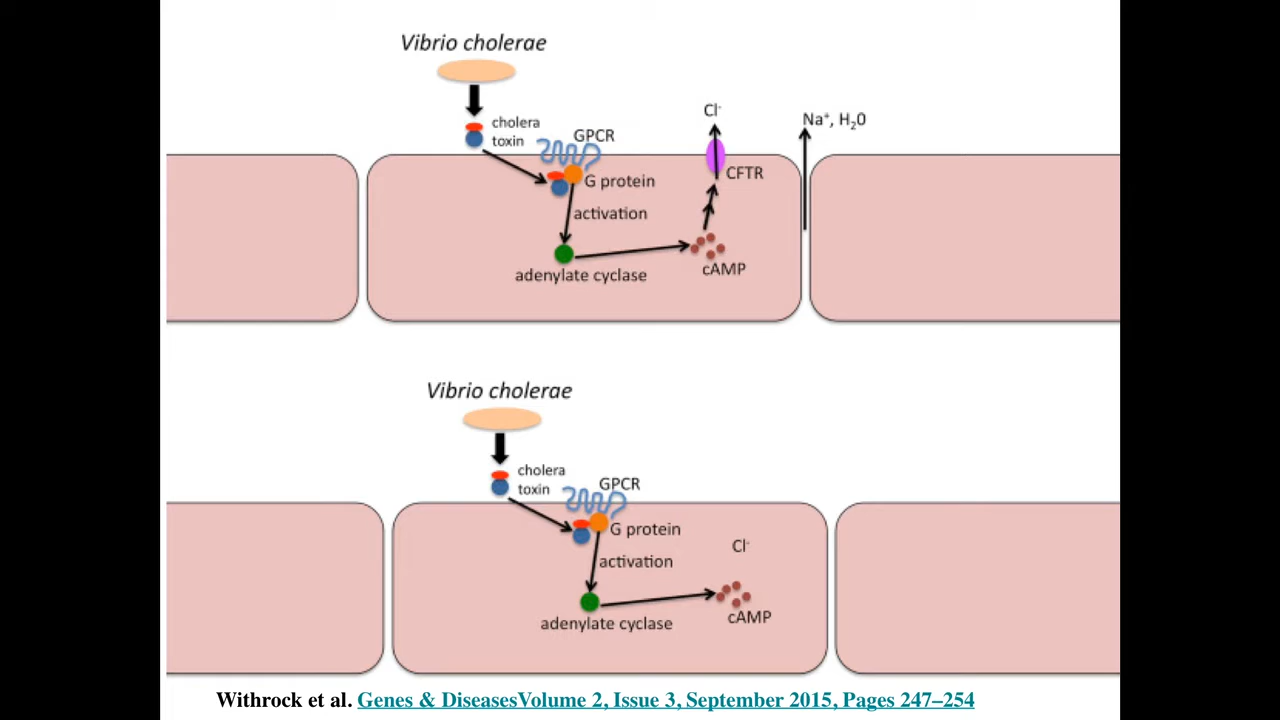 Vibrio cholerae
cholera
toxin
GPCR
G protein
activation
adenylate cyclase
cAMP
CFTR
Cl-
Na+, H20
Vibrio cholerae
cholera
toxin
GPCR
G protein
activation
adenylate cyclase
cAMP
Cl-
Withrock et al. Genes & DiseasesVolume 2, Issue 3, September 2015, Pages 247–254